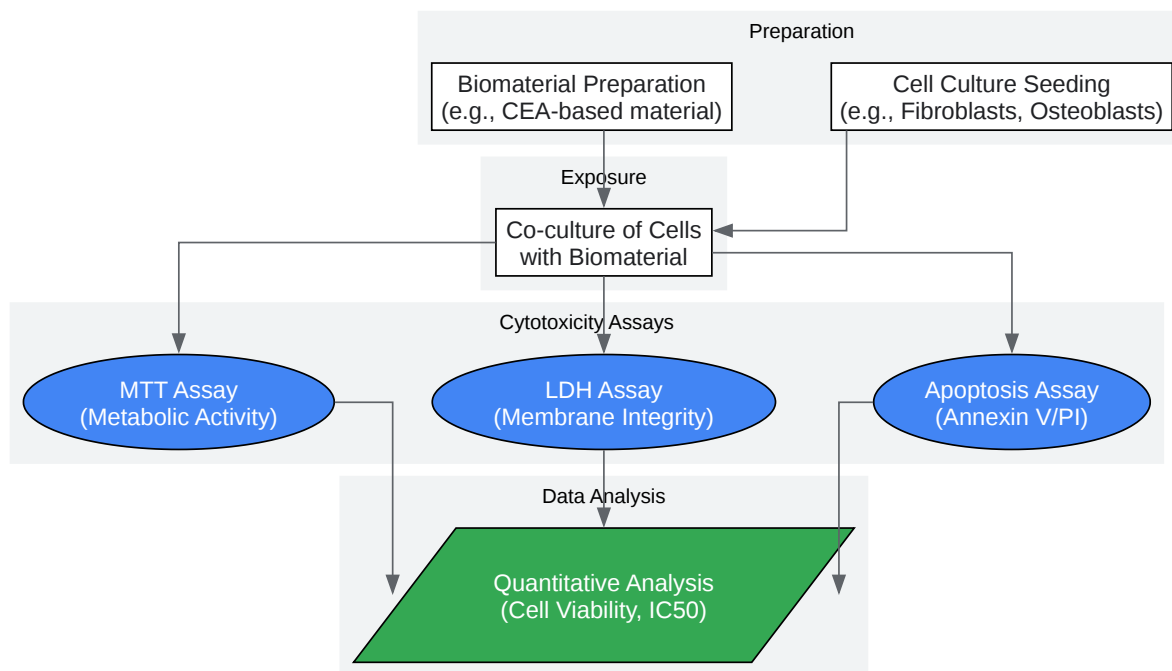 Preparation
Biomaterial Preparation
(e.g., CEA-based material)
Cell Culture Seeding
(e.g., Fibroblasts, Osteoblasts)
Exposure
Co-culture of Cells
with Biomaterial
Cytotoxicity Assays
MTT Assay
(Metabolic Activity)
LDH Assay
(Membrane Integrity)
Apoptosis Assay
(Annexin V/PI)
Data Analysis
Quantitative Analysis
(Cell Viability, IC50)